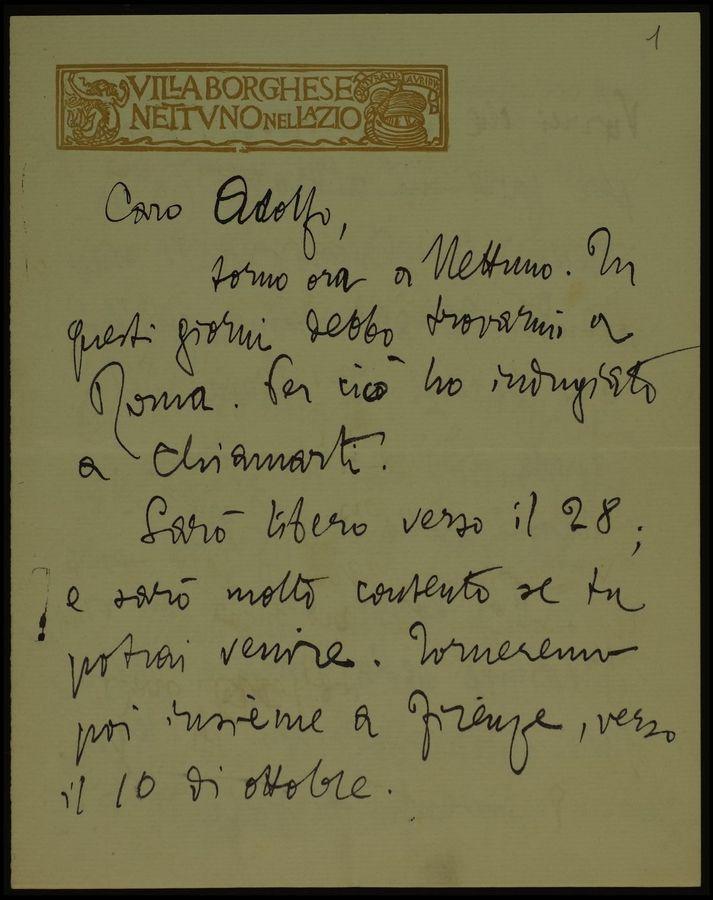 1
VILLA BORGHESE
NETTVNO NEL LAZIO
Caro Adolfo,
torno ora a Nettuno. In
questi giorni debbo trovarmi a
Roma. Per ciò ho indugiato
a chiamarti.
Sarò libero verso il 28;
e sarò molto contento se tu
potrai venire. Torneremo
poi insieme a Firenze, verso
il 10 di ottobre.